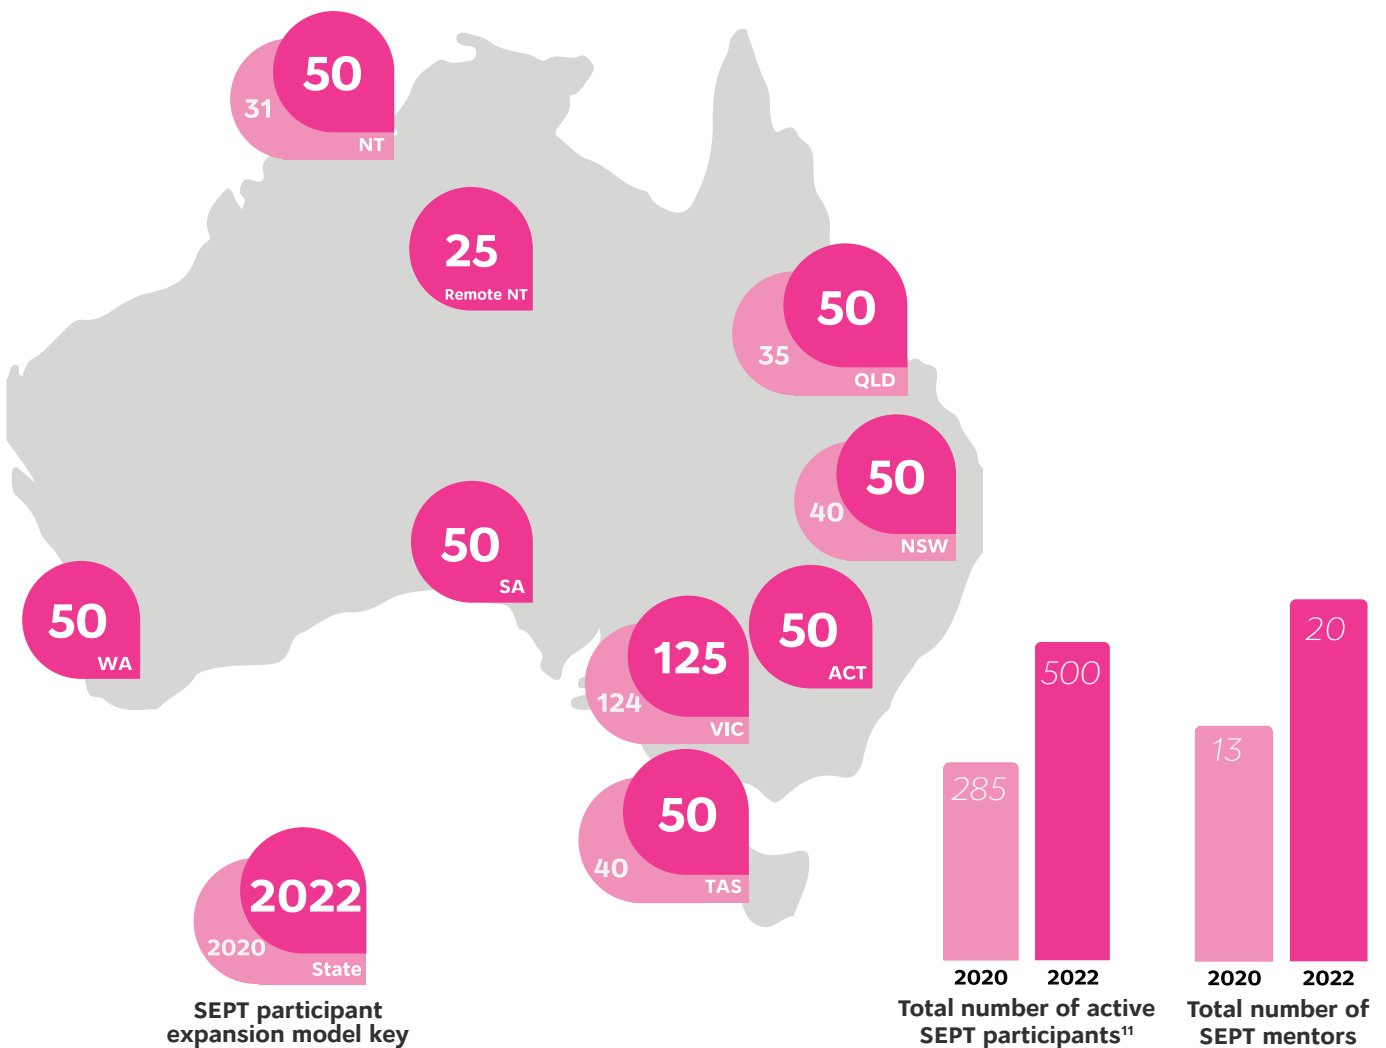 50
31
NT
25
Remote NT
50
35
QLD
50
40
NSW
50
SA
50
WA
125
124
VIC
50
ACT
50
40
TAS
2022
2020
State
SEPT participant
expansion model key
285
500
2020
2022
Total number of active
SEPT participants¹¹
13
20
2020
2022
Total number of
SEPT mentors